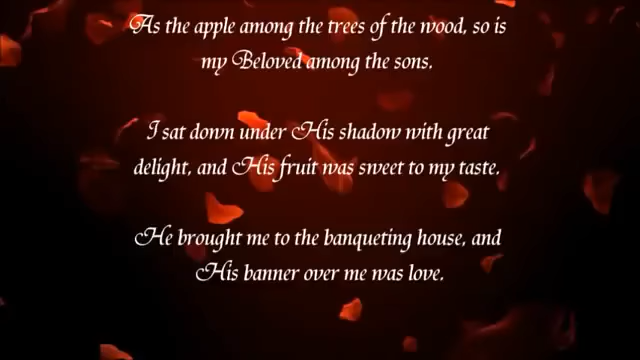 As the apple among the trees of the wood, so is
my Beloved among the sons.
I sat down under His shadow with great
delight, and His fruit was sweet to my taste.
He brought me to the banqueting house, and
His banner over me was love.